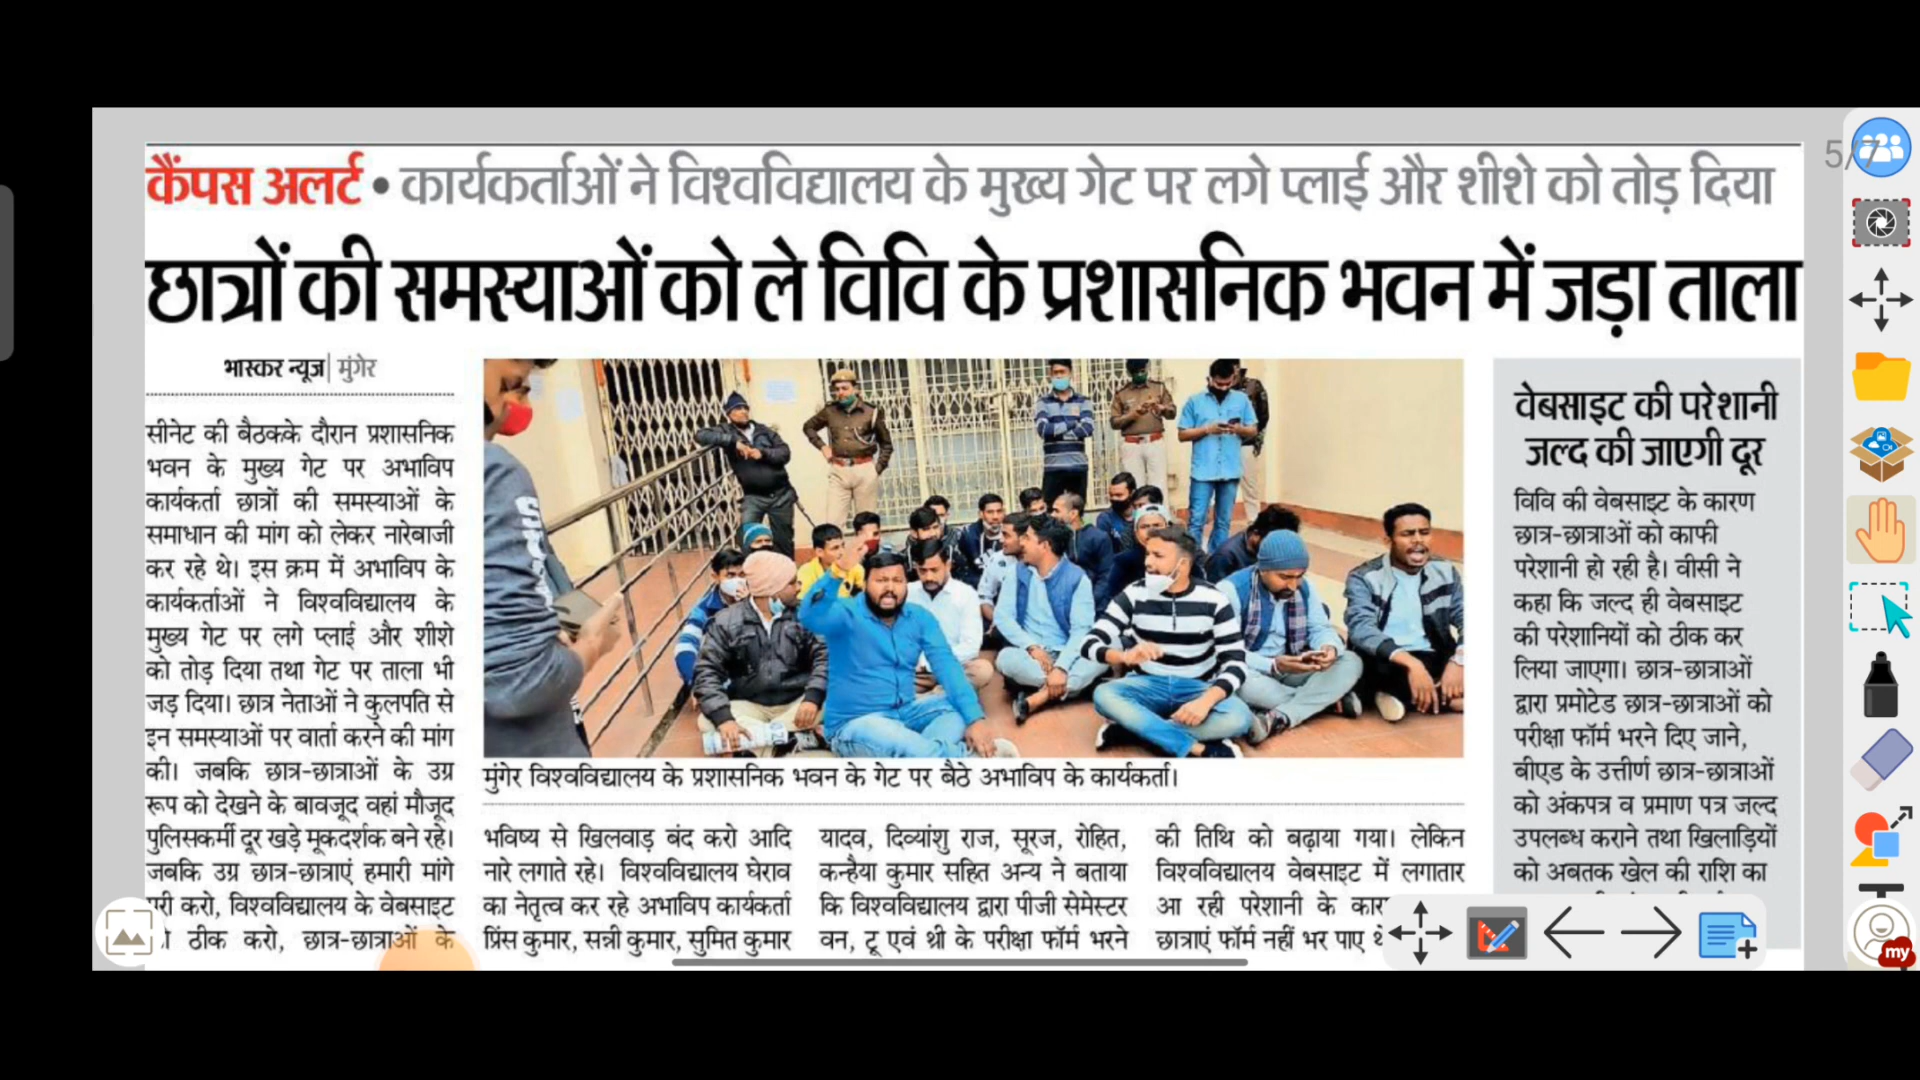 कैंपस अलर्ट • कार्यकर्ताओं ने विश्वविद्यालय के मुख्य गेट पर लगे प्लाई और शीशे को तोड़ दिया
छात्रों की समस्याओं को ले विवि के प्रशासनिक भवन में जड़ा ताला
भास्कर न्यूज | मुंगेर
सीनेट की बैठकके दौरान प्रशासनिक
भवन के मुख्य गेट पर अभाविप
कार्यकर्ता छात्रों की समस्याओं के
समाधान की मांग को लेकर नारेबाजी
कर रहे थे। इस क्रम में अभाविप के
कार्यकर्ताओं ने विश्वविद्यालय के
मुख्य गेट पर लगे प्लाई और शीशे
को तोड़ दिया तथा गेट पर ताला भी
जड़ दिया। छात्र नेताओं ने कुलपति से
इन समस्याओं पर वार्ता करने की मांग
की। जबकि छात्र-छात्राओं के उग्र
रूप को देखने के बावजूद वहां मौजूद
पुलिसकर्मी दूर खड़े मूकदर्शक बने रहे।
जबकि उग्र छात्र-छात्राएं हमारी मांगे
करो, विश्वविद्यालय के वेबसाइट
ठीक करो, छात्र-छात्राओं के
मुंगेर विश्वविद्यालय के प्रशासनिक भवन के गेट पर बैठे अभाविप के कार्यकर्ता।
भविष्य से खिलवाड़ बंद करो आदि
नारे लगाते रहे। विश्वविद्यालय घेराव
का नेतृत्व कर रहे अभाविप कार्यकर्ता
प्रिंस कुमार, सन्नी कुमार, सुमित कुमार
यादव, दिव्यांशु राज, सूरज, रोहित,
कन्हैया कुमार सहित अन्य ने बताया
कि विश्वविद्यालय द्वारा पीजी सेमेस्टर
वन, टू एवं थ्री के परीक्षा फॉर्म भरने
की तिथि को बढ़ाया गया। लेकिन
विश्वविद्यालय वेबसाइट में लगातार
आ रही परेशानी के
छात्राएं फॉर्म नहीं भर पाए
वेबसाइट की परेशानी
जल्द की जाएगी दूर
विवि की वेबसाइट के कारण
छात्र-छात्राओं को काफी
परेशानी हो रही है। वीसी ने
कहा कि जल्द ही वेबसाइट
की परेशानियों को ठीक कर
लिया जाएगा। छात्र-छात्राओं
द्वारा प्रमोटेड छात्र-छात्राओं को
परीक्षा फॉर्म भरने दिए जाने,
बीएड के उत्तीर्ण छात्र-छात्राओं
को अंकपत्र व प्रमाण पत्र जल्द
उपलब्ध कराने तथा खिलाड़ियों
को अबतक खेल की राशि का
5/7
my